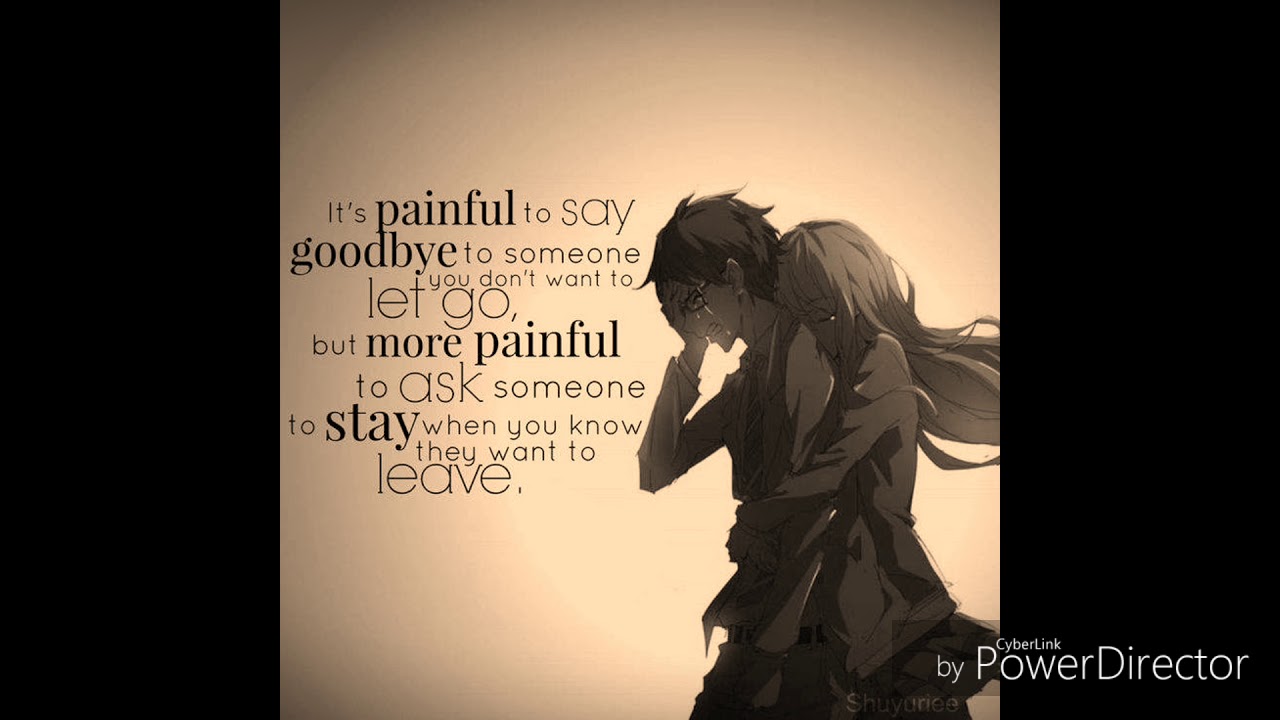 It's painful to say
goodbye to someone
you don't want to
let go,
but more painful
to ask someone
to stay when you know
they want to
leave.
CyberLink
by PowerDirector
Shuyuriee